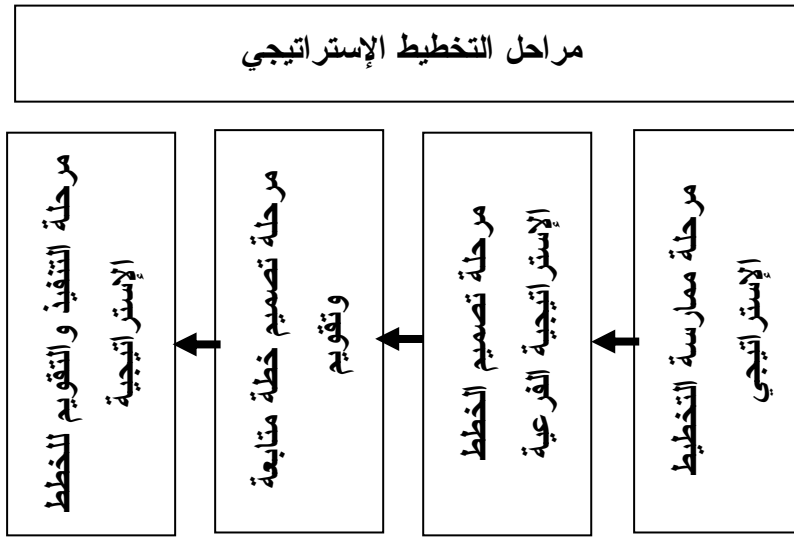 مراحل التخطيط الإستراتيجي
مرحلة ممارسة التخطيط
الإستراتيجي
مرحلة تصميم الخطط
الإستراتيجية الفرعية
مرحلة تصميم خطة متابعة
وتقويم
مرحلة التنفيذ والتقويم للخطط
الإستراتيجية